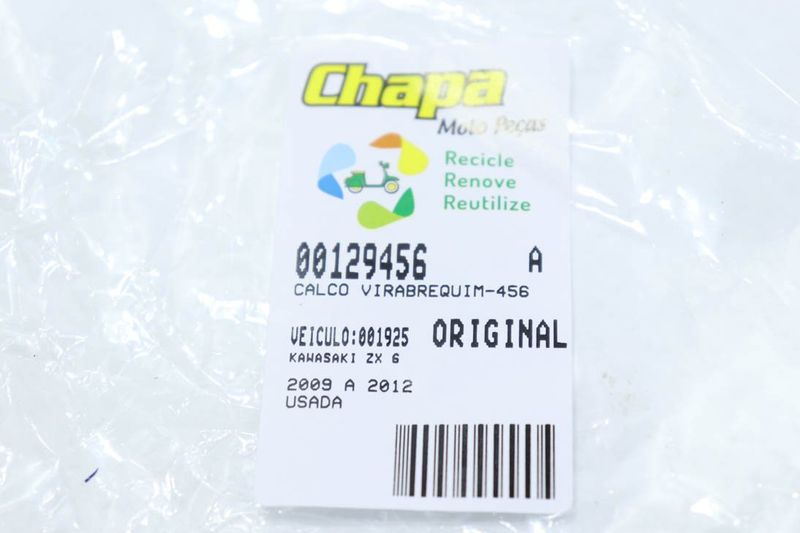 Chapa
Moto Peças
Recicle
Renove
Reutilize
00129456 A
CALCO VIRABREQUIM-456
VEICULO:001925 ORIGINAL
KAWASAKI ZX 6
2009 A 2012
USADA